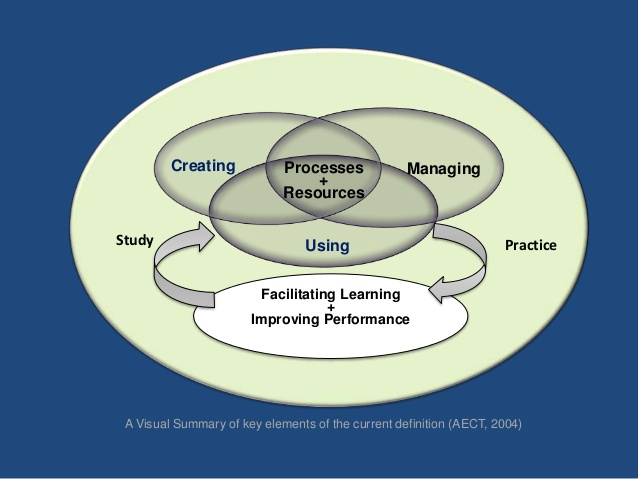 Creating
Processes
+
Resources
Managing
Using
Study
Practice
Facilitating Learning
+
Improving Performance
A Visual Summary of key elements of the current definition (AECT, 2004)